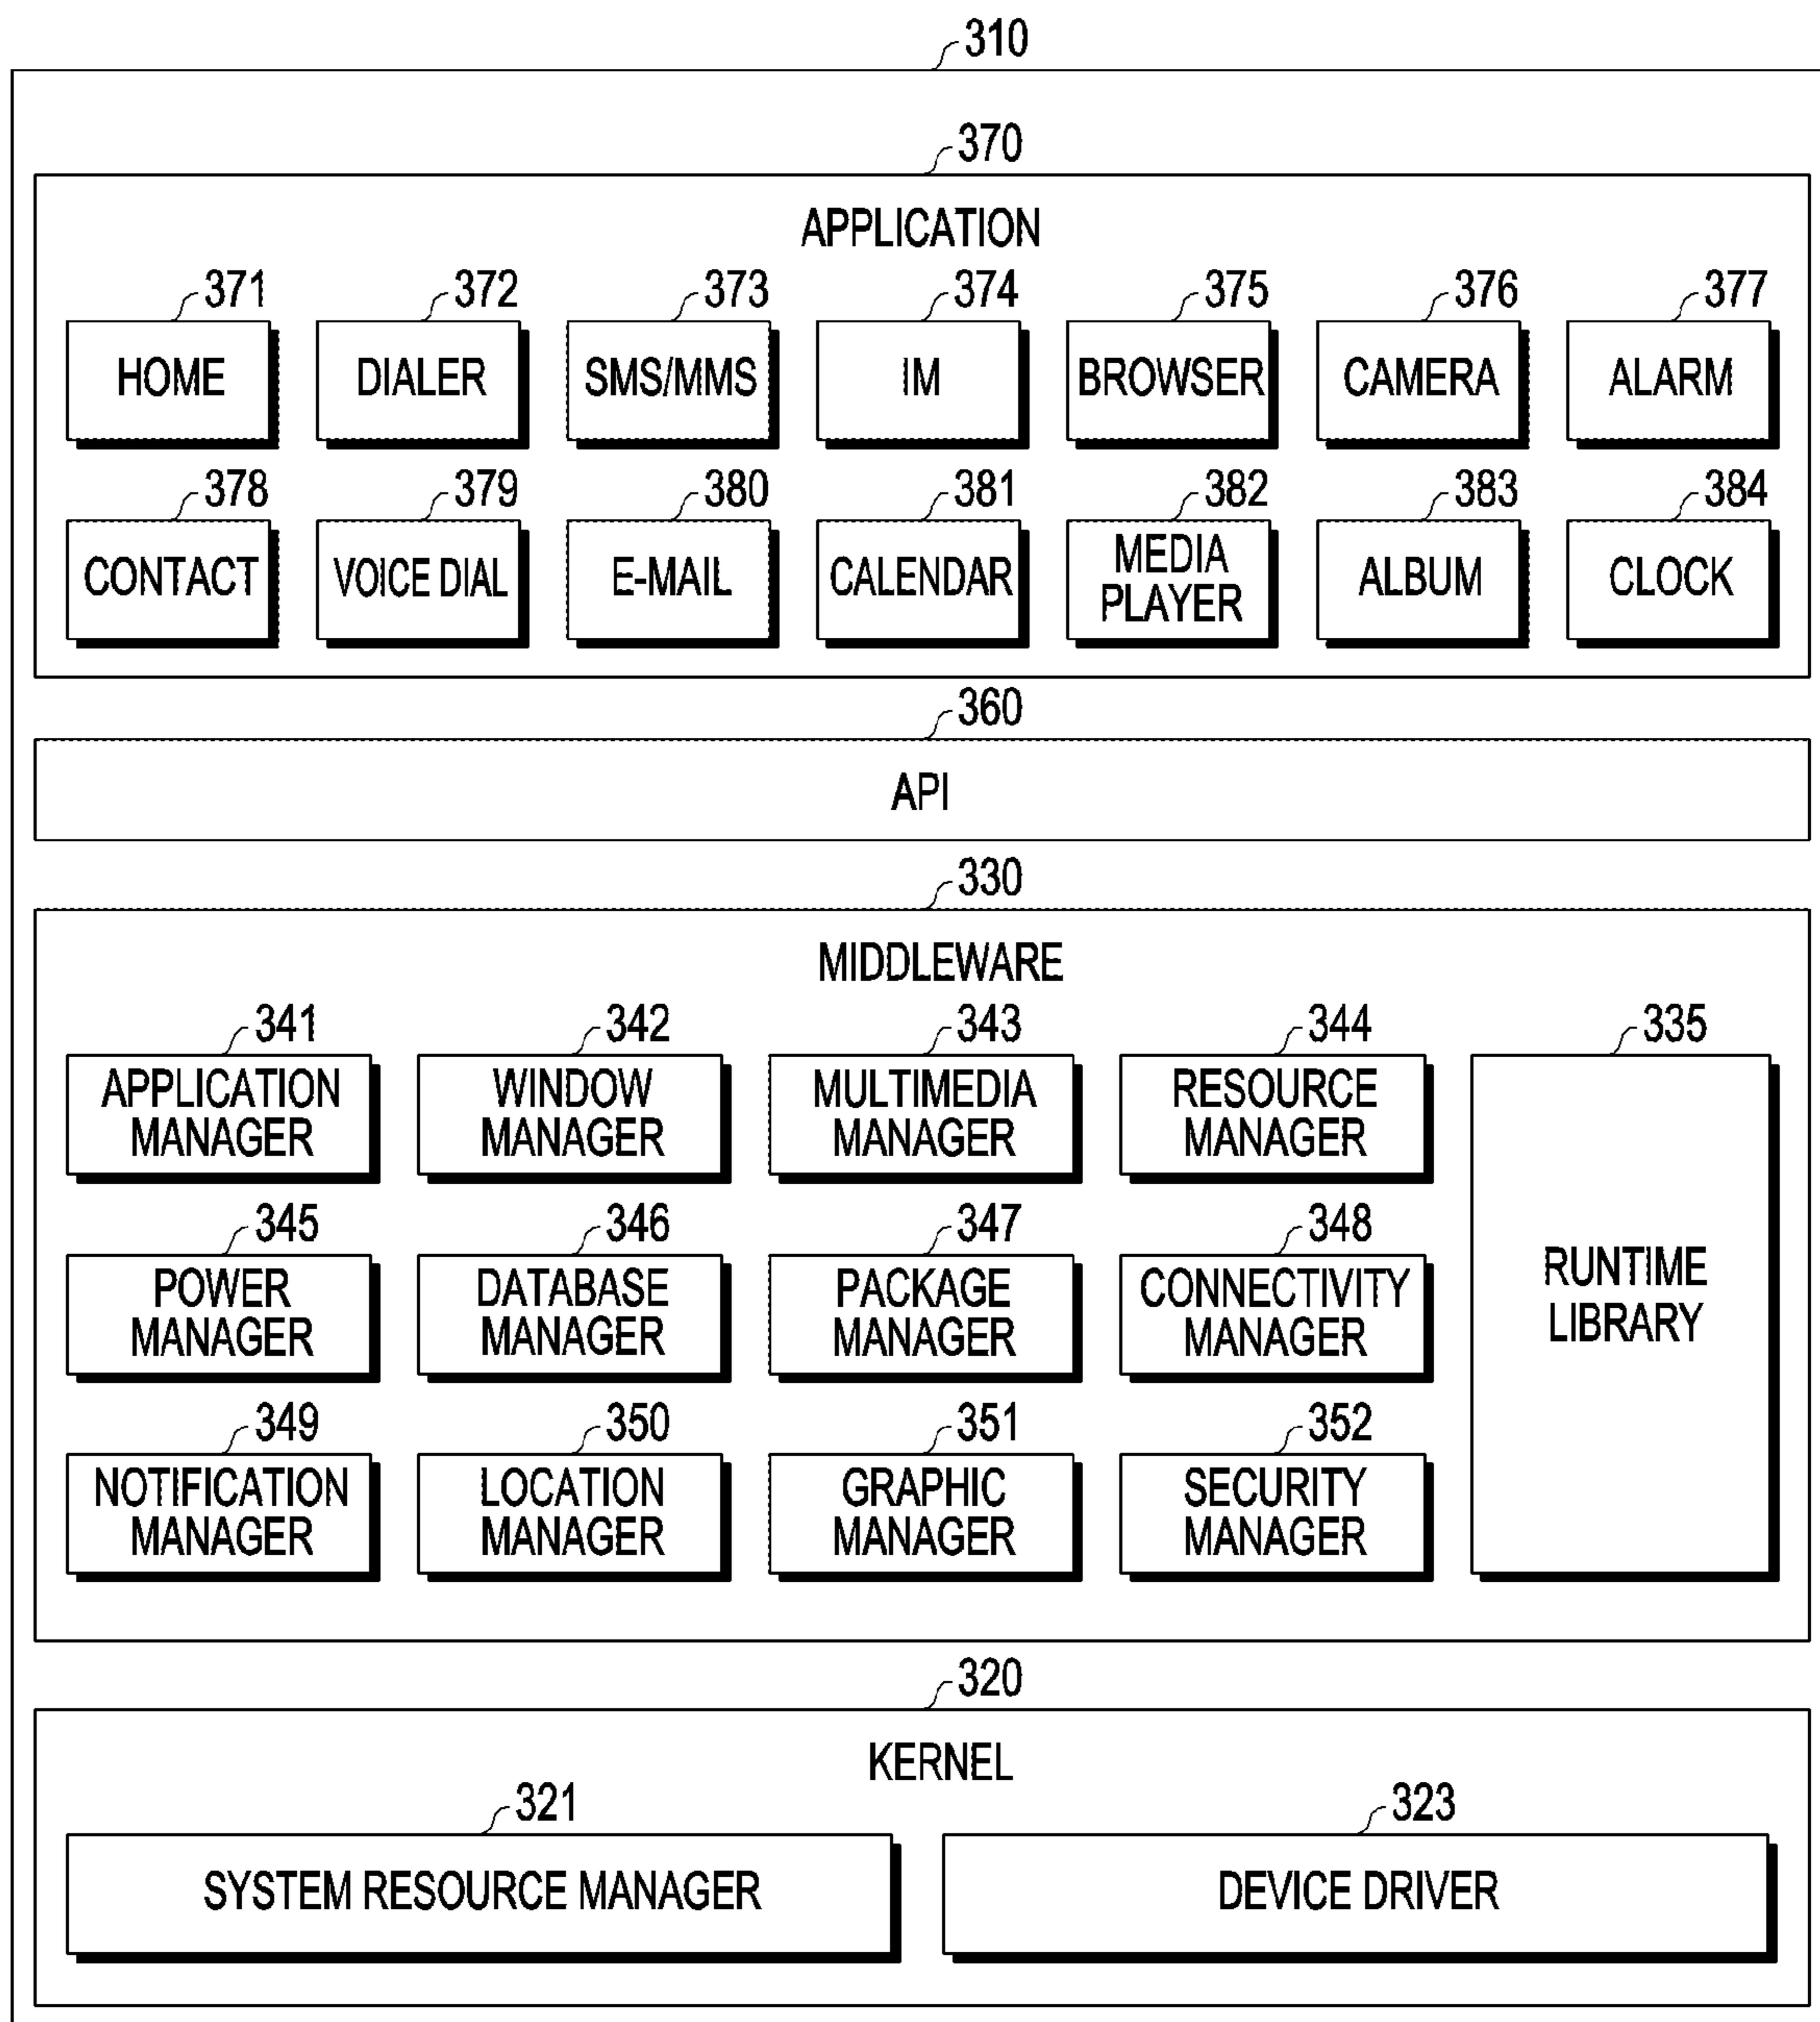 310
370
APPLICATION
371 372 373 374 375 376 377
HOME DIALER SMS/MMS IM BROWSER CAMERA ALARM
378 379 380 381 382 383 384
CONTACT VOICE DIAL E-MAIL CALENDAR MEDIA PLAYER ALBUM CLOCK
360
API
330
MIDDLEWARE
341 342 343 344 335
APPLICATION MANAGER WINDOW MANAGER MULTIMEDIA MANAGER RESOURCE MANAGER
345 346 347 348
POWER MANAGER DATABASE MANAGER PACKAGE MANAGER CONNECTIVITY MANAGER
RUNTIME LIBRARY
349 350 351 352
NOTIFICATION MANAGER LOCATION MANAGER GRAPHIC MANAGER SECURITY MANAGER
320
KERNEL
321 323
SYSTEM RESOURCE MANAGER DEVICE DRIVER